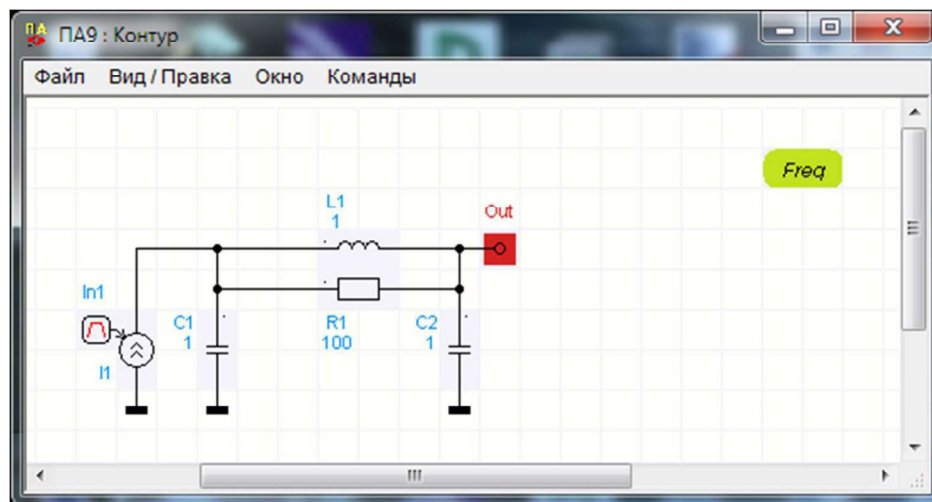 ПА9 : Контур
Файл Вид / Правка Окно Команды
Freq
L1
1
Out
In1
C1
1
R1
100
C2
1
I1